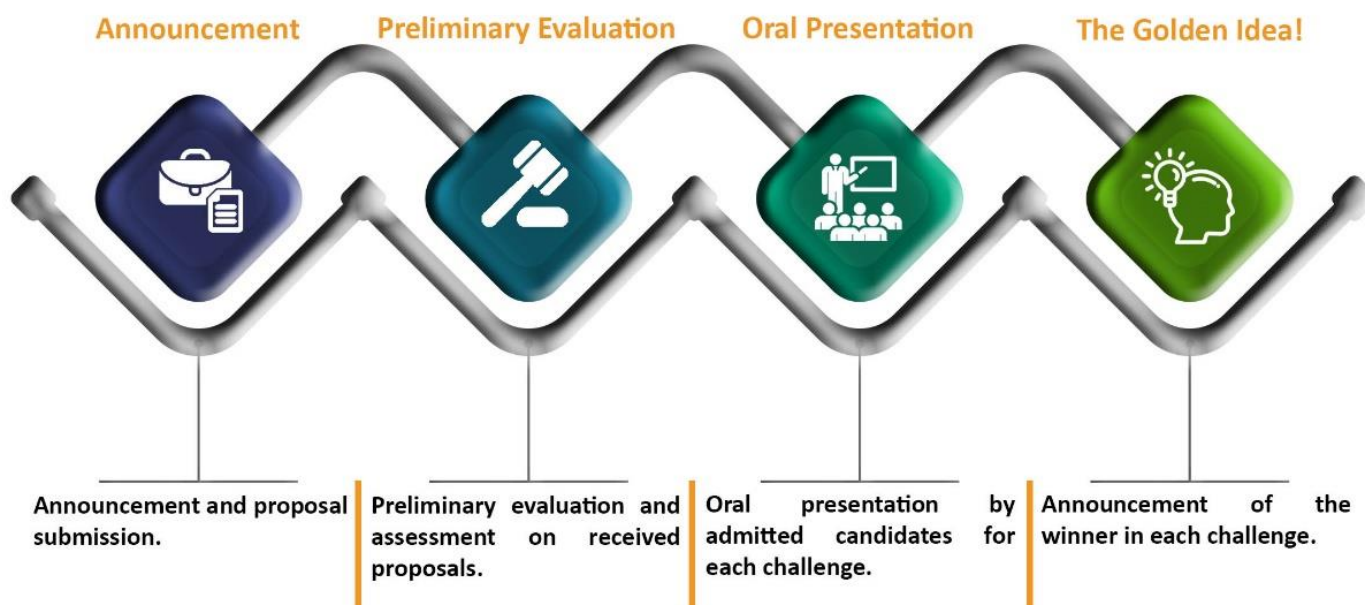 Announcement
Preliminary Evaluation
Oral Presentation
The Golden Idea!
Announcement and proposal
submission.
Preliminary evaluation and
assessment on received
proposals.
Oral presentation by
admitted candidates for
each challenge.
Announcement of the
winner in each challenge.